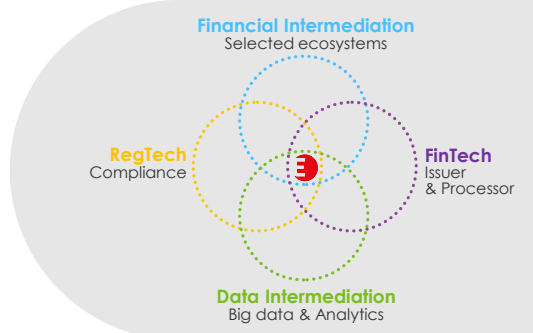 Financial Intermediation
Selected ecosystems
RegTech
Compliance
FinTech
Issuer
& Processor
Data Intermediation
Big data & Analytics